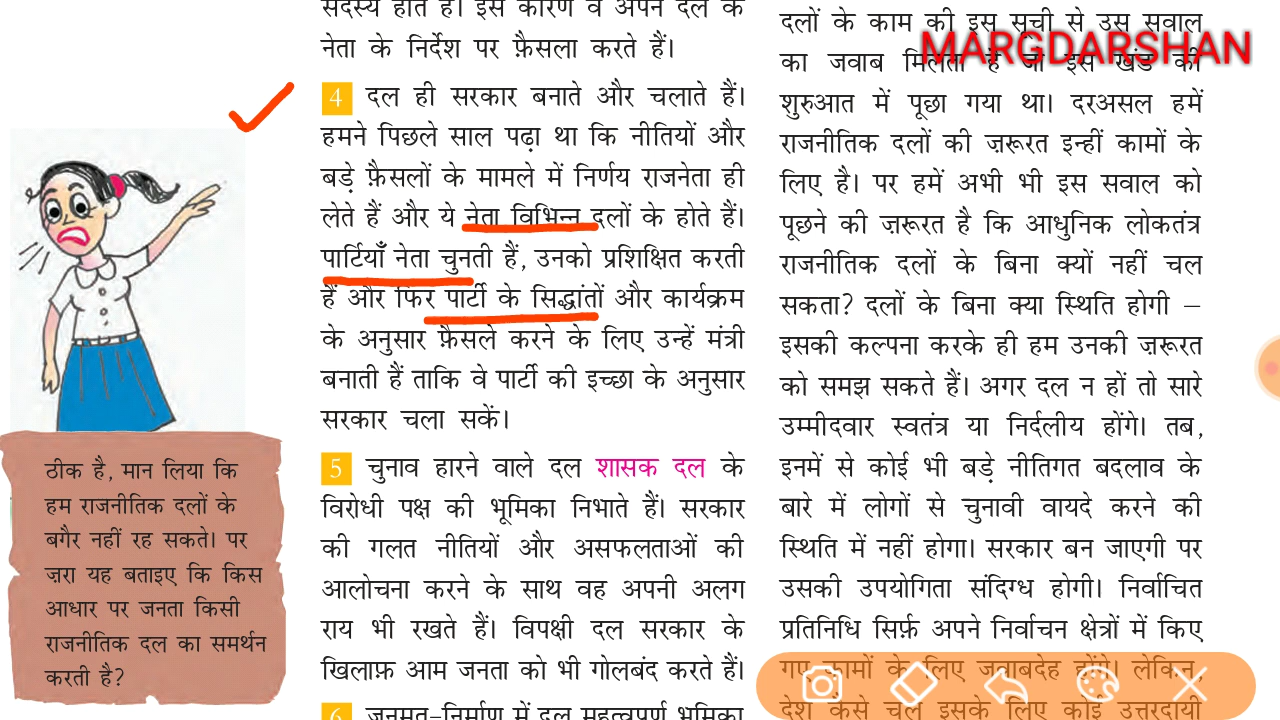 सदस्य होते हैं। इस कारण वे अपने दल के
नेता के निर्देश पर फ़ैसला करते हैं।
4 दल ही सरकार बनाते और चलाते हैं।
हमने पिछले साल पढ़ा था कि नीतियों और
बड़े फ़ैसलों के मामले में निर्णय राजनेता ही
लेते हैं और ये नेता विभिन्न दलों के होते हैं।
पार्टियाँ नेता चुनती हैं, उनको प्रशिक्षित करती
हैं और फिर पार्टी के सिद्धांतों और कार्यक्रम
के अनुसार फ़ैसले करने के लिए उन्हें मंत्री
बनाती हैं ताकि वे पार्टी की इच्छा के अनुसार
सरकार चला सकें।
5 चुनाव हारने वाले दल शासक दल के
विरोधी पक्ष की भूमिका निभाते हैं। सरकार
की गलत नीतियों और असफलताओं की
आलोचना करने के साथ वह अपनी अलग
राय भी रखते हैं। विपक्षी दल सरकार के
खिलाफ़ आम जनता को भी गोलबंद करते हैं।
6 जनमत-निर्माण में दल महत्वपूर्ण भूमिका
दलों के काम की इस सूची से उस सवाल
MARGDARSHAN
का जवाब मिलता है जो इस खंड की
शुरुआत में पूछा गया था। दरअसल हमें
राजनीतिक दलों की ज़रूरत इन्हीं कामों के
लिए है। पर हमें अभी भी इस सवाल को
पूछने की ज़रूरत है कि आधुनिक लोकतंत्र
राजनीतिक दलों के बिना क्यों नहीं चल
सकता? दलों के बिना क्या स्थिति होगी –
इसकी कल्पना करके ही हम उनकी ज़रूरत
को समझ सकते हैं। अगर दल न हों तो सारे
उम्मीदवार स्वतंत्र या निर्दलीय होंगे। तब,
इनमें से कोई भी बड़े नीतिगत बदलाव के
बारे में लोगों से चुनावी वायदे करने की
स्थिति में नहीं होगा। सरकार बन जाएगी पर
उसकी उपयोगिता संदिग्ध होगी। निर्वाचित
प्रतिनिधि सिर्फ़ अपने निर्वाचन क्षेत्रों में किए
गए कामों के लिए जवाबदेह होंगे। लेकिन,
देश कैसे चले इसके लिए कोई उत्तरदायी
ठीक है, मान लिया कि
हम राजनीतिक दलों के
बगैर नहीं रह सकते। पर
ज़रा यह बताइए कि किस
आधार पर जनता किसी
राजनीतिक दल का समर्थन
करती है?